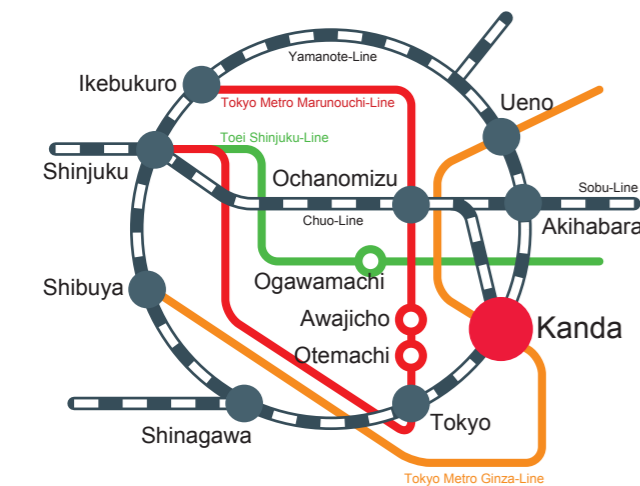 Yamanote-Line
Ikebukuro
Tokyo Metro Marunouchi-Line
Ueno
Toei Shinjuku-Line
Shinjuku
Ochanomizu
Sobu-Line
Chuo-Line
Akihabara
Ogawamachi
Shibuya
Awajicho
Kanda
Otemachi
Tokyo
Shinagawa
Tokyo Metro Ginza-Line